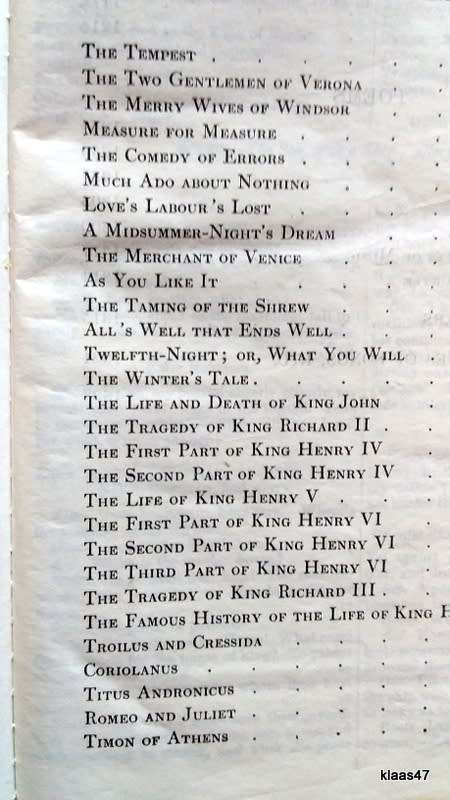 The Tempest . . . . . .
The Two Gentlemen of Verona . .
The Merry Wives of Windsor . .
Measure for Measure . . . .
The Comedy of Errors . . . .
Much Ado about Nothing . . .
Love's Labour's Lost . . . .
A Midsummer-Night's Dream . .
The Merchant of Venice . . .
As You Like It . . . .
The Taming of the Shrew . .
All's Well that Ends Well . . .
Twelfth-Night; or, What You Will .
The Winter's Tale . . . . .
The Life and Death of King John .
The Tragedy of King Richard II . .
The First Part of King Henry IV .
The Second Part of King Henry IV .
The Life of King Henry V . . .
The First Part of King Henry VI .
The Second Part of King Henry VI .
The Third Part of King Henry VI .
The Tragedy of King Richard III . .
The Famous History of the Life of King H
Troilus and Cressida . . . .
Coriolanus . . . . .
Titus Andronicus . . . . .
Romeo and Juliet . . . . .
Timon of Athens . . . . .
klaas47